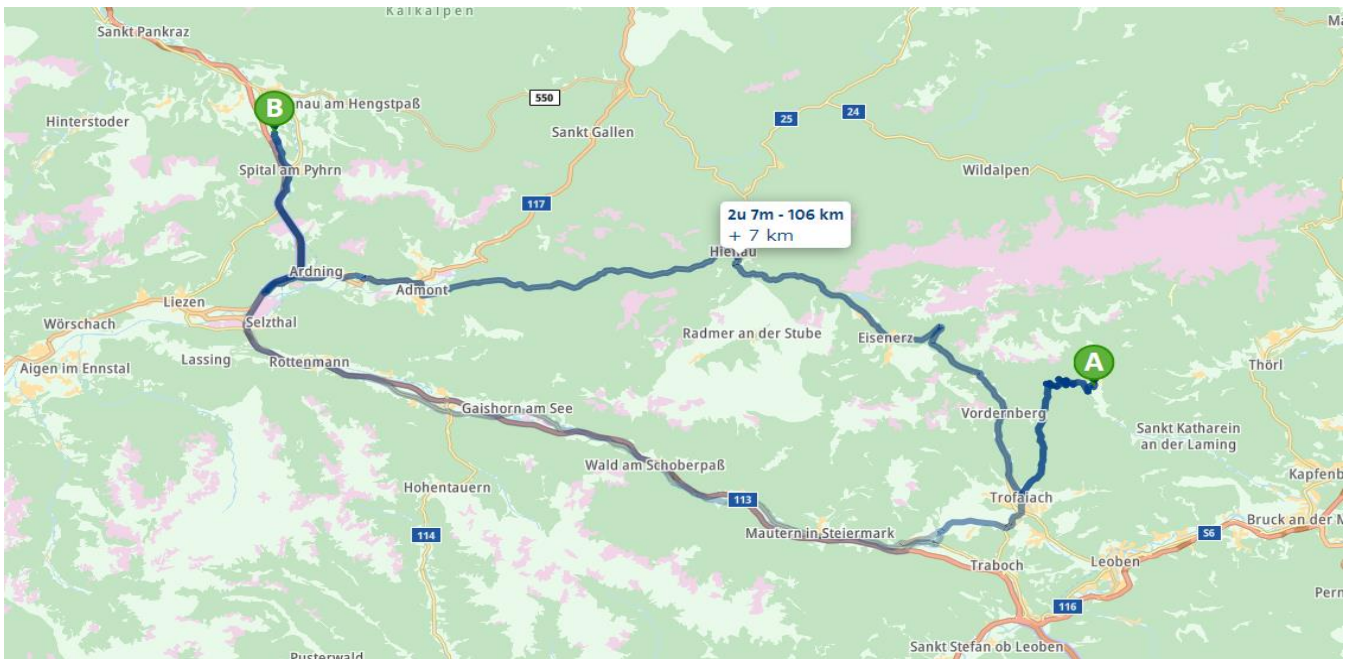 Kalkalpen
Sankt Pankraz
B
nau am Hengstpaß
550
25
24
Hinterstoder
Sankt Gallen
Spital am Pyhrn
Wildalpen
117
2u 7m - 106 km
+ 7 km
Hieflau
Ardning
Admont
Liezen
Selzthal
Wörschach
Radmer an der Stube
Eisenerz
A
Lassing
Rottenmann
Aigen im Ennstal
Thörl
Gaishorn am See
Vordernberg
Sankt Katharein
an der Laming
Wald am Schoberpaß
Kapfenb
Hohentauern
113
Trofaiach
Bruck an der M
114
Mautern in Steiermark
S6
Traboch
Leoben
116
Pern
Sankt Stefan ob Leoben
Pusterwald
Ma